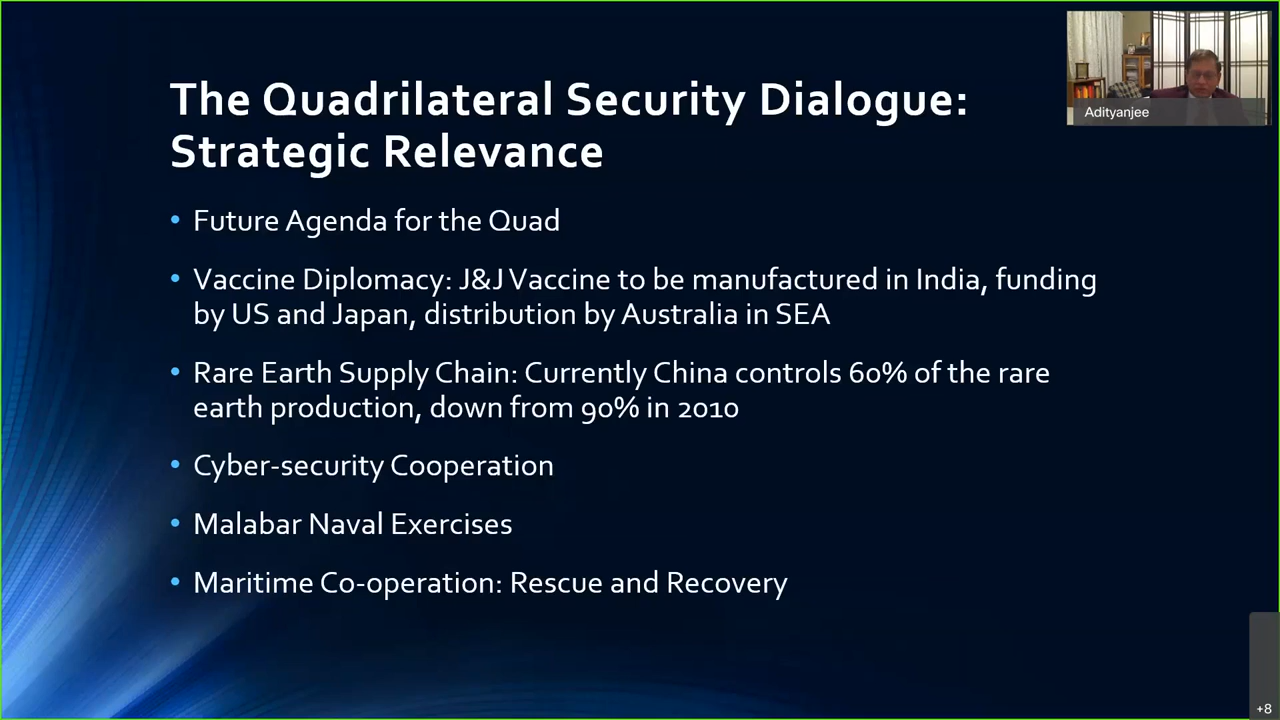 The Quadrilateral Security Dialogue:
Strategic Relevance
Adityanjee
• Future Agenda for the Quad
• Vaccine Diplomacy: J&J Vaccine to be manufactured in India, funding
by US and Japan, distribution by Australia in SEA
• Rare Earth Supply Chain: Currently China controls 60% of the rare
earth production, down from 90% in 2010
• Cyber-security Cooperation
• Malabar Naval Exercises
• Maritime Co-operation: Rescue and Recovery
+8